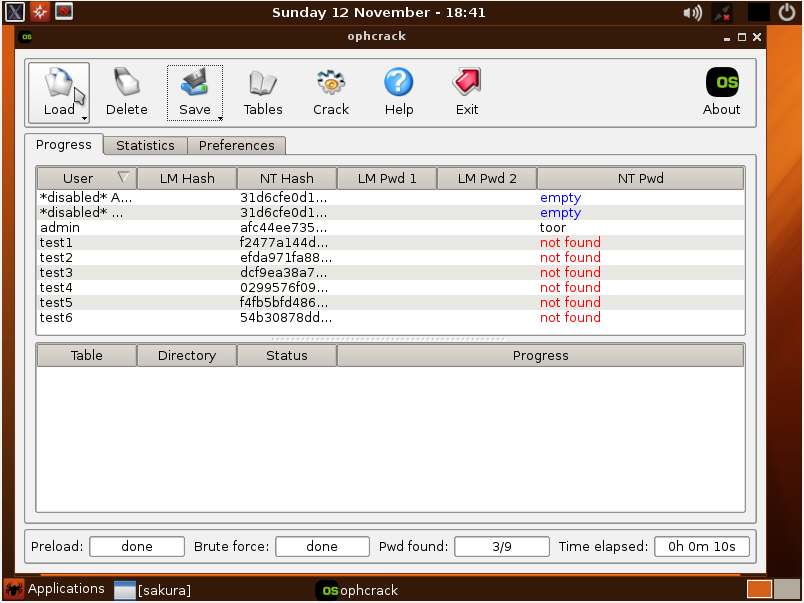 Sunday 12 November - 18:41
os ophcrack
Load Delete Save Tables Crack Help Exit OS About
Progress Statistics Preferences
User LM Hash NT Hash LM Pwd 1 LM Pwd 2 NT Pwd
*disabled* A... 31d6cfe0d1... empty
*disabled* ... 31d6cfe0d1... empty
admin afc44ee735... toor
test1 f2477a144d... not found
test2 efda971fa88... not found
test3 dcf9ea38a7... not found
test4 0299576f09... not found
test5 f4fb5bfd486... not found
test6 54b30878dd... not found
Table Directory Status Progress
Preload: done Brute force: done Pwd found: 3/9 Time elapsed: 0h 0m 10s
Applications [sakura] OS ophcrack